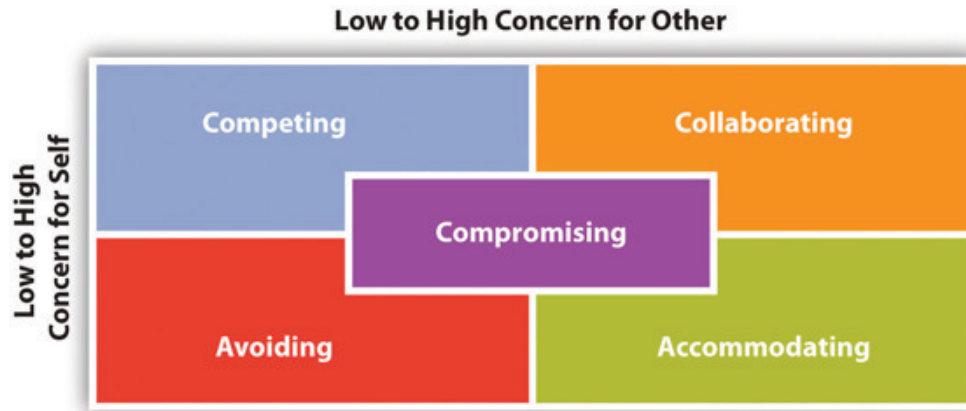 Low to High Concern for Other
Low to High
Concern for Self
Competing
Collaborating
Compromising
Avoiding
Accommodating